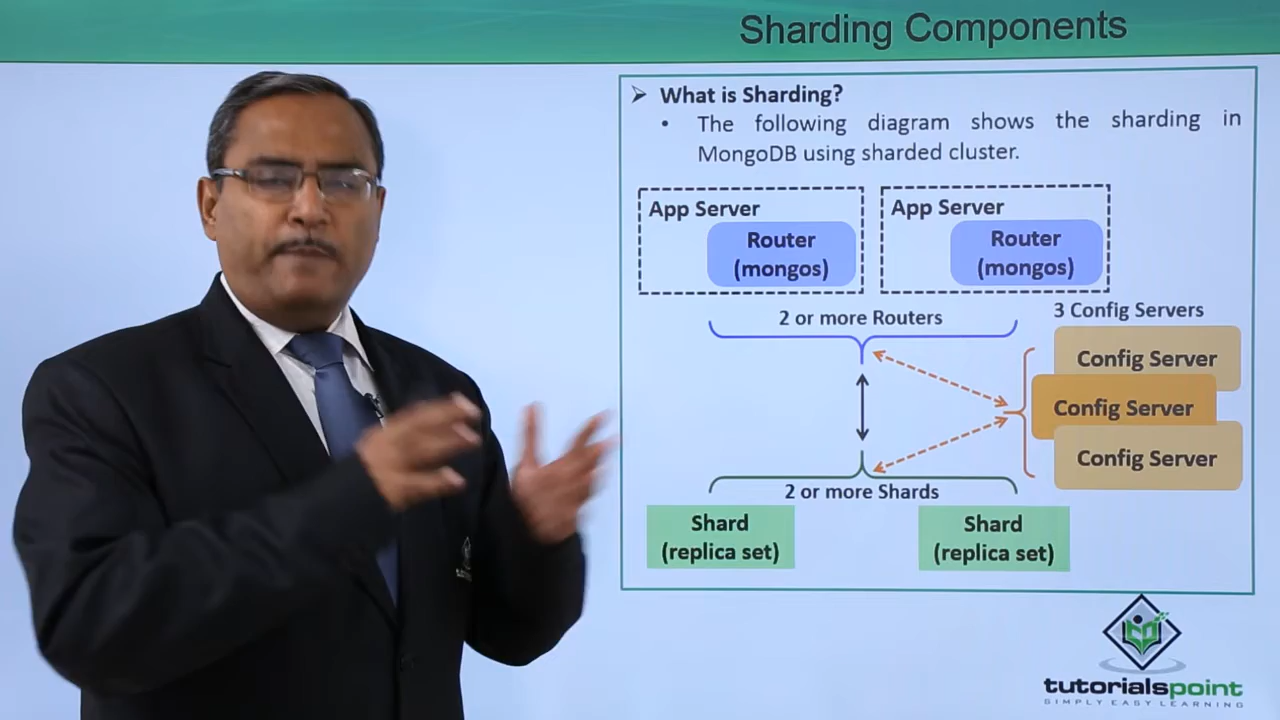 Sharding Components
➢ What is Sharding?
• The following diagram shows the sharding in
MongoDB using sharded cluster.
App Server
Router
(mongos)
App Server
Router
(mongos)
2 or more Routers
3 Config Servers
Config Server
Config Server
Config Server
2 or more Shards
Shard
(replica set)
Shard
(replica set)
tutorialspoint
SIMPLY EASY LEARNING